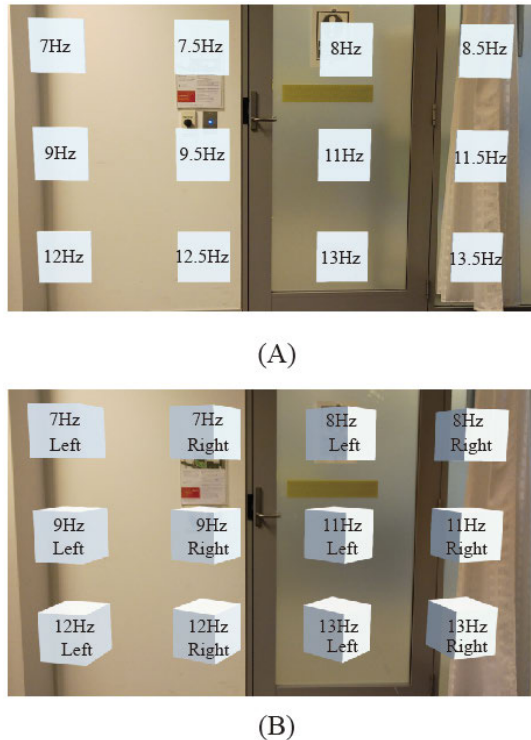 7Hz 7.5Hz 8Hz 8.5Hz
9Hz 9.5Hz 11Hz 11.5Hz
12Hz 12.5Hz 13Hz 13.5Hz
(A)
7Hz 7Hz 8Hz 8Hz
Left Right Left Right
9Hz 9Hz 11Hz 11Hz
Left Right Left Right
12Hz 12Hz 13Hz 13Hz
Left Right Left Right
(B)